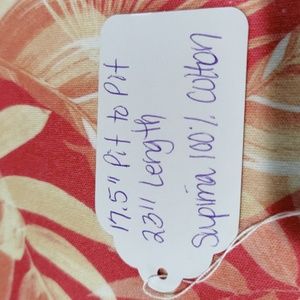 17.5" Pit to Pit
23" Length
Supima 100% Cotton